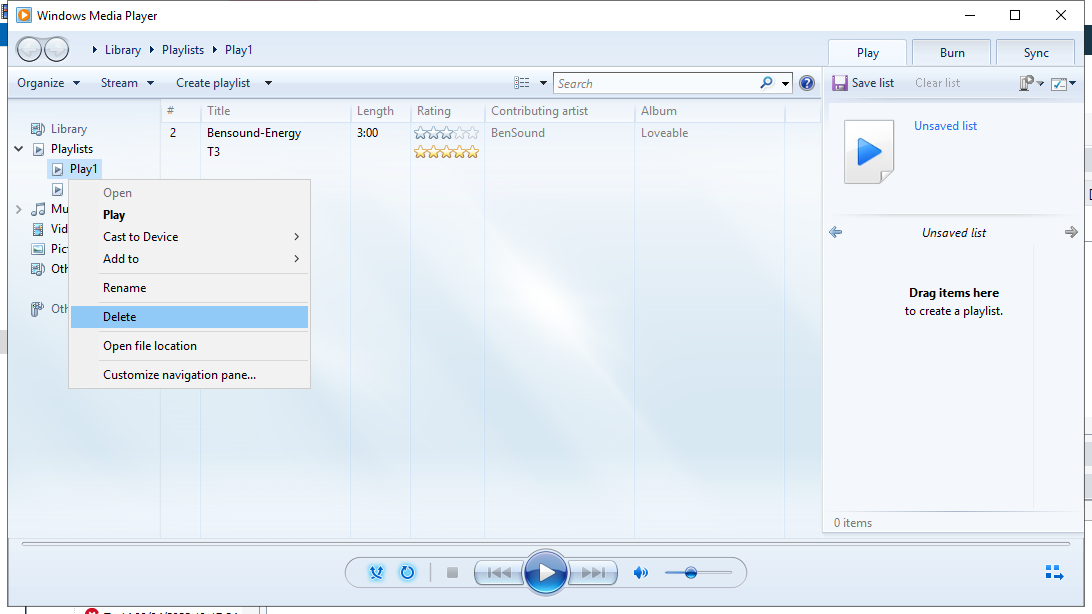 Windows Media Player
Library Playlists Play1
Play Burn Sync
Organize Stream Create playlist Search Save list Clear list
# Title Length Rating Contributing artist Album
2 Bensound-Energy 3:00 BenSound Loveable
T3
Library
Playlists
Play1
Mu
Vid
Pic
Oth
Oth
Open
Play
Cast to Device
Add to
Rename
Delete
Open file location
Customize navigation pane...
Unsaved list
Unsaved list
Drag items here
to create a playlist.
0 items